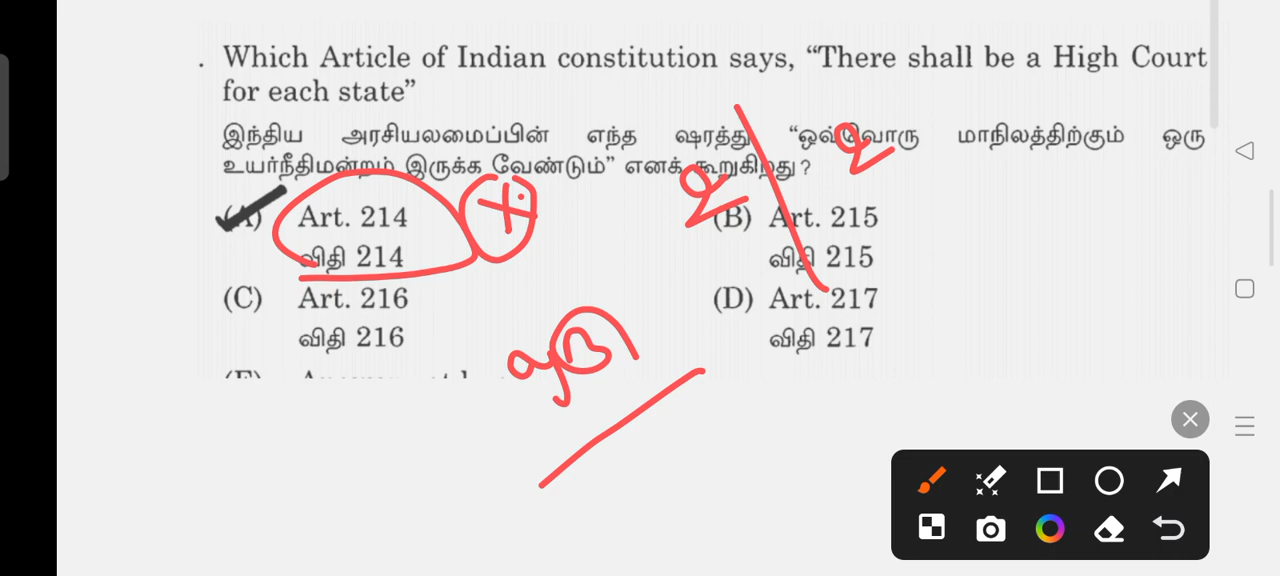 . Which Article of Indian constitution says, “There shall be a High Court
for each state”
இந்திய அரசியலமைப்பின் எந்த ஷரத்து “ஒவ்வொரு மாநிலத்திற்கும் ஒரு
உயர்நீதிமன்றம் இருக்க வேண்டும்” எனக் கூறுகிறது?
(A) Art. 214 (B) Art. 215
விதி 214 விதி 215
(C) Art. 216 (D) Art. 217
விதி 216 விதி 217